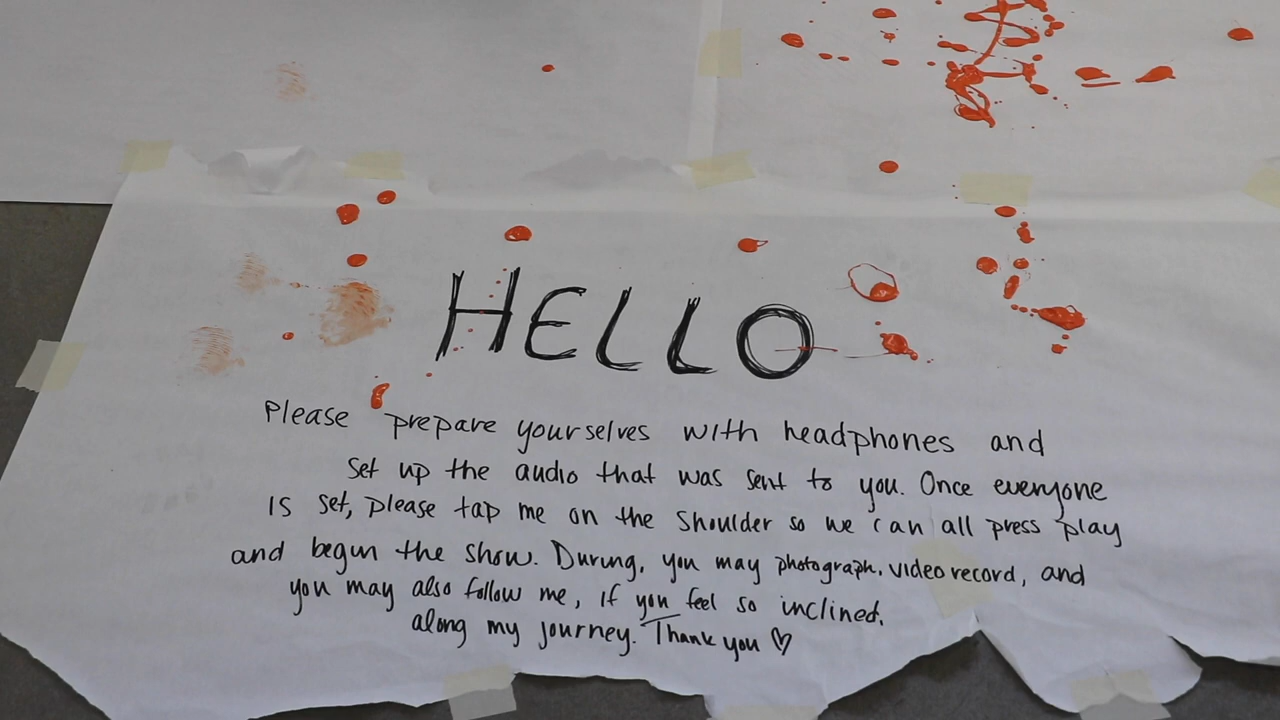 HELLO
Please prepare yourselves with headphones and
set up the audio that was sent to you. Once everyone
is set, please tap me on the shoulder so we can all press play
and begin the show. During, you may photograph, video record, and
you may also follow me, if you feel so inclined,
along my journey. Thank you ♡